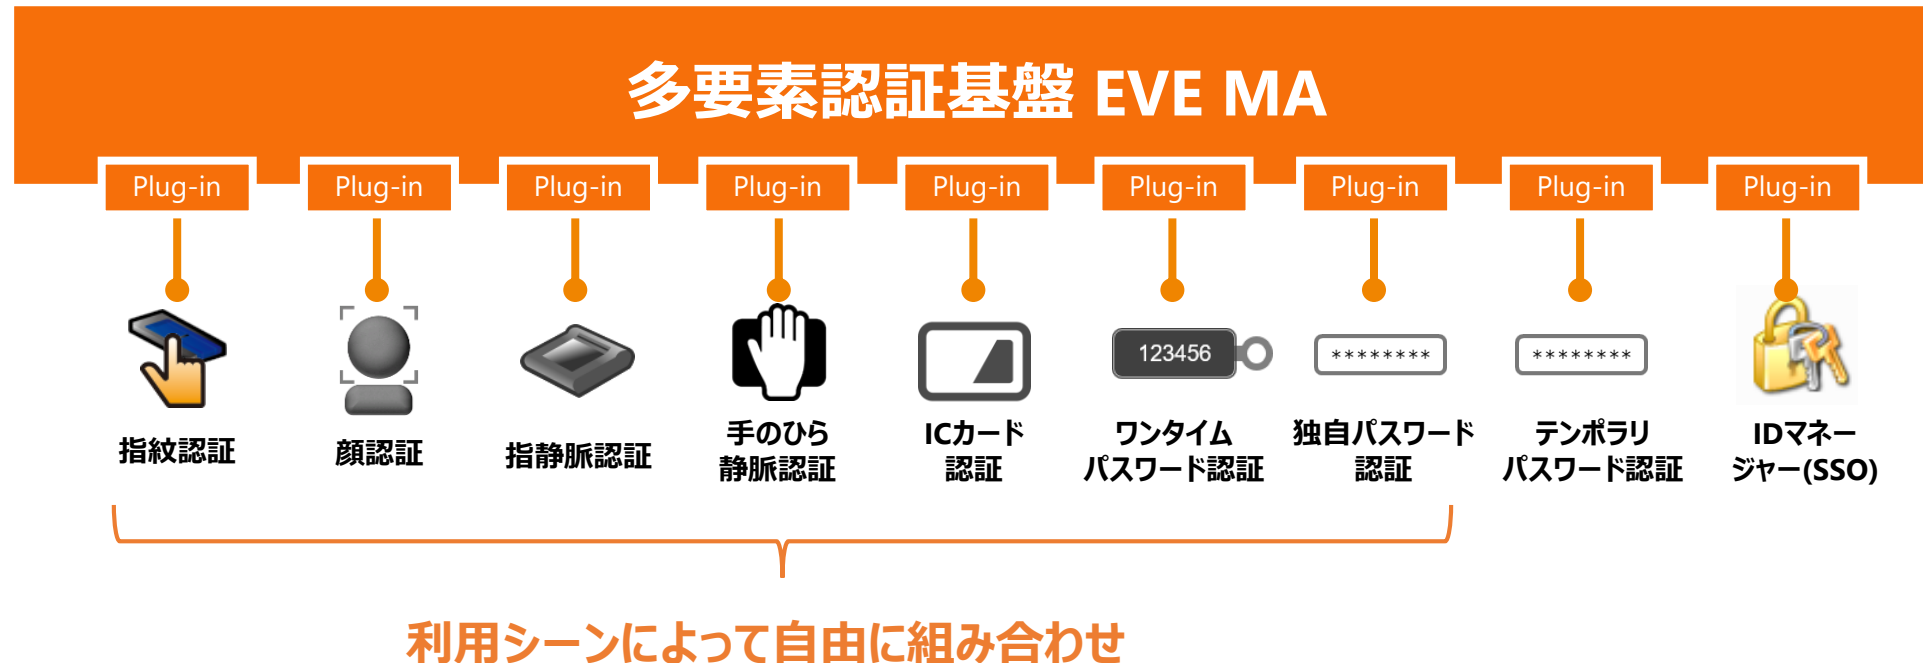 多要素認証基盤 EVE MA
Plug-in Plug-in Plug-in Plug-in Plug-in Plug-in Plug-in Plug-in Plug-in
123456
********
********
指紋認証
顔認証
指静脈認証
手のひら
静脈認証
ICカード
認証
ワンタイム
パスワード認証
独自パスワード
認証
テンポラリ
パスワード認証
IDマネー
ジャー(SSO)
利用シーンによって自由に組み合わせ